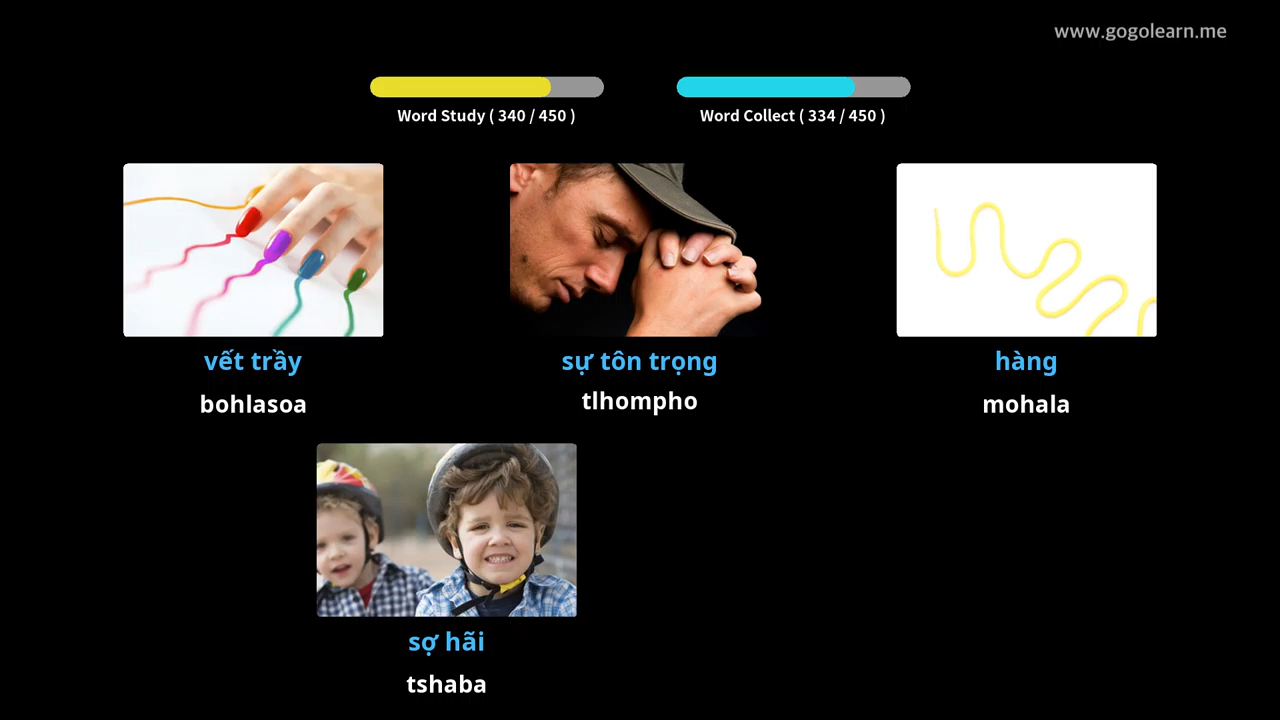 www.gogolearn.me
Word Study ( 340 / 450 )
Word Collect ( 334 / 450 )
vết trầy
bohlasoa
sự tôn trọng
tlhompho
hàng
mohala
sợ hãi
tshaba